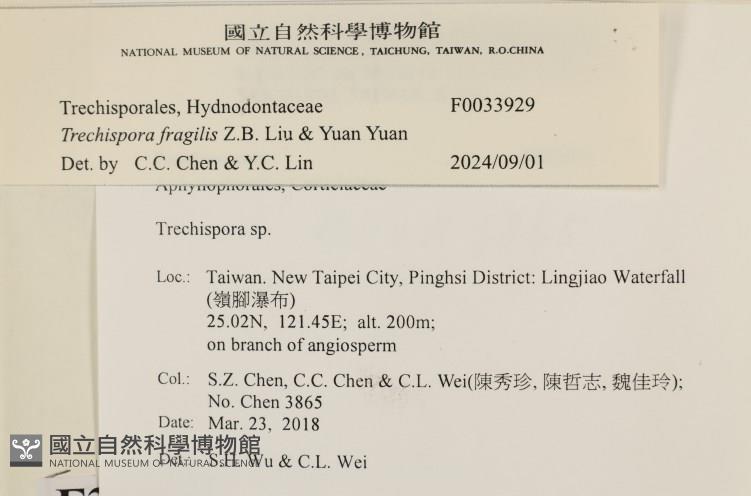 國立自然科學博物館
NATIONAL MUSEUM OF NATURAL SCIENCE, TAICHUNG, TAIWAN, R.O.CHINA
Trechisporales, Hydnodontaceae F0033929
Trechispora fragilis Z.B. Liu & Yuan Yuan
Det. by C.C. Chen & Y.C. Lin 2024/09/01
Aphyllophorales, Corticiaceae
Trechispora sp.
Loc.: Taiwan. New Taipei City, Pinghsi District: Lingjiao Waterfall
(嶺腳瀑布)
25.02N, 121.45E; alt. 200m;
on branch of angiosperm
Col.: S.Z. Chen, C.C. Chen & C.L. Wei(陳秀珍, 陳哲志, 魏佳玲);
No. Chen 3865
Date: Mar. 23, 2018
Det.: S.H. Wu & C.L. Wei
國立自然科學博物館
NATIONAL MUSEUM OF NATURAL SCIENCE